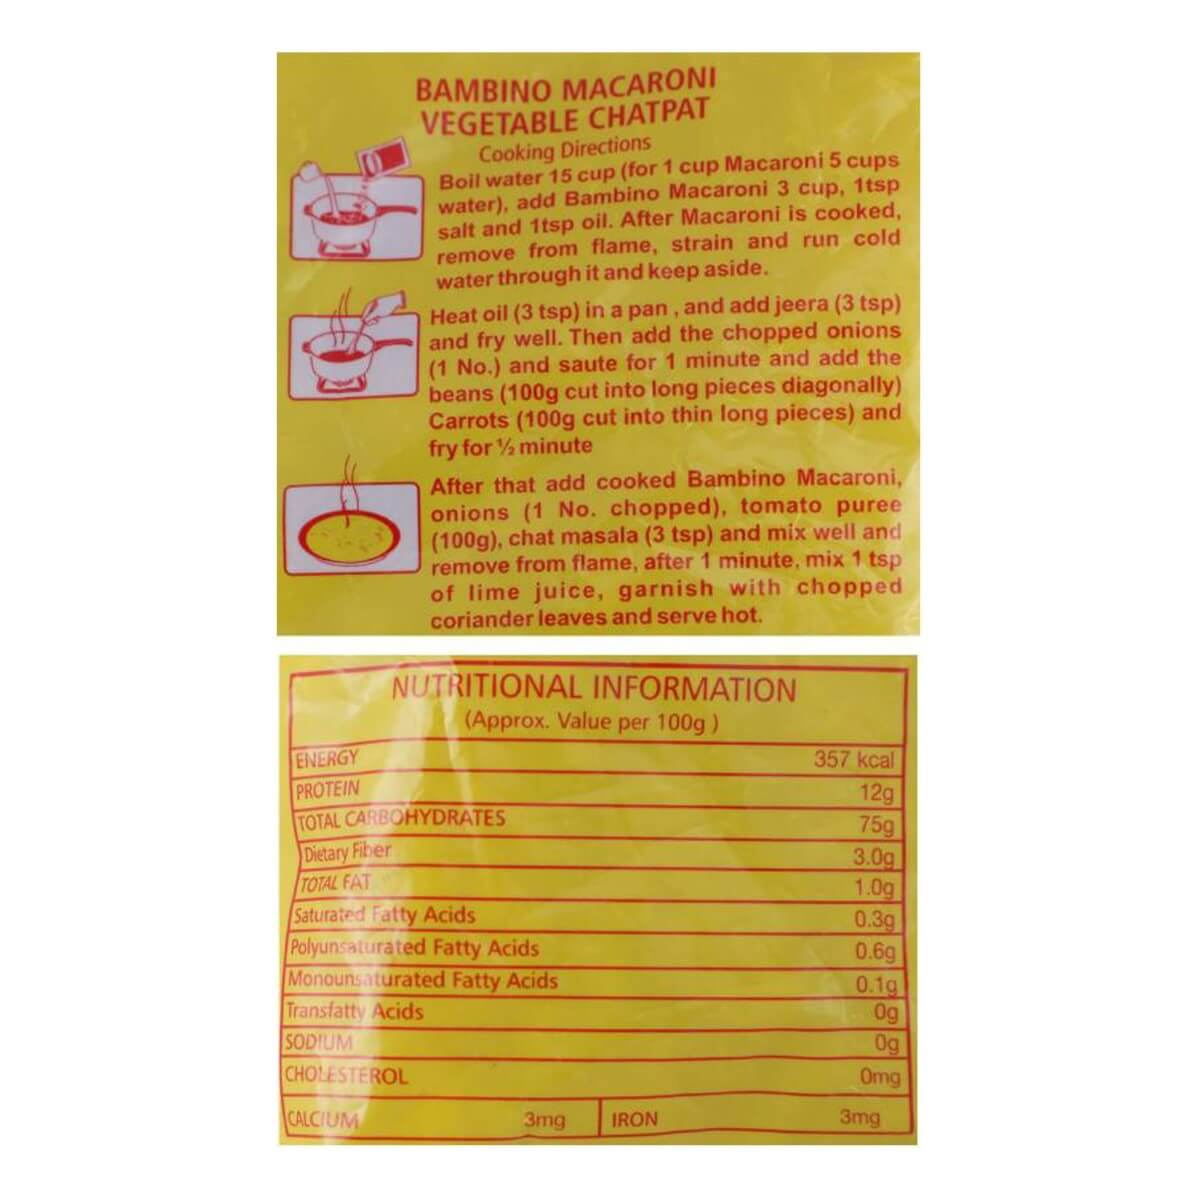 BAMBINO MACARONI
VEGETABLE CHATPAT
Cooking Directions
Boil water 15 cup (for 1 cup Macaroni 5 cups
water), add Bambino Macaroni 3 cup, 1tsp
salt and 1tsp oil. After Macaroni is cooked,
remove from flame, strain and run cold
water through it and keep aside.
Heat oil (3 tsp) in a pan , and add jeera (3 tsp)
and fry well. Then add the chopped onions
(1 No.) and saute for 1 minute and add the
beans (100g cut into long pieces diagonally)
Carrots (100g cut into thin long pieces) and
fry for ½ minute
After that add cooked Bambino Macaroni,
onions (1 No. chopped), tomato puree
(100g), chat masala (3 tsp) and mix well and
remove from flame, after 1 minute, mix 1 tsp
of lime juice, garnish with chopped
coriander leaves and serve hot.
NUTRITIONAL INFORMATION
(Approx. Value per 100g )
ENERGY 357 kcal
PROTEIN 12g
TOTAL CARBOHYDRATES 75g
Dietary Fiber 3.0g
TOTAL FAT 1.0g
Saturated Fatty Acids 0.3g
Polyunsaturated Fatty Acids 0.6g
Monounsaturated Fatty Acids 0.1g
Transfatty Acids 0g
SODIUM 0g
CHOLESTEROL 0mg
CALCIUM 3mg IRON 3mg